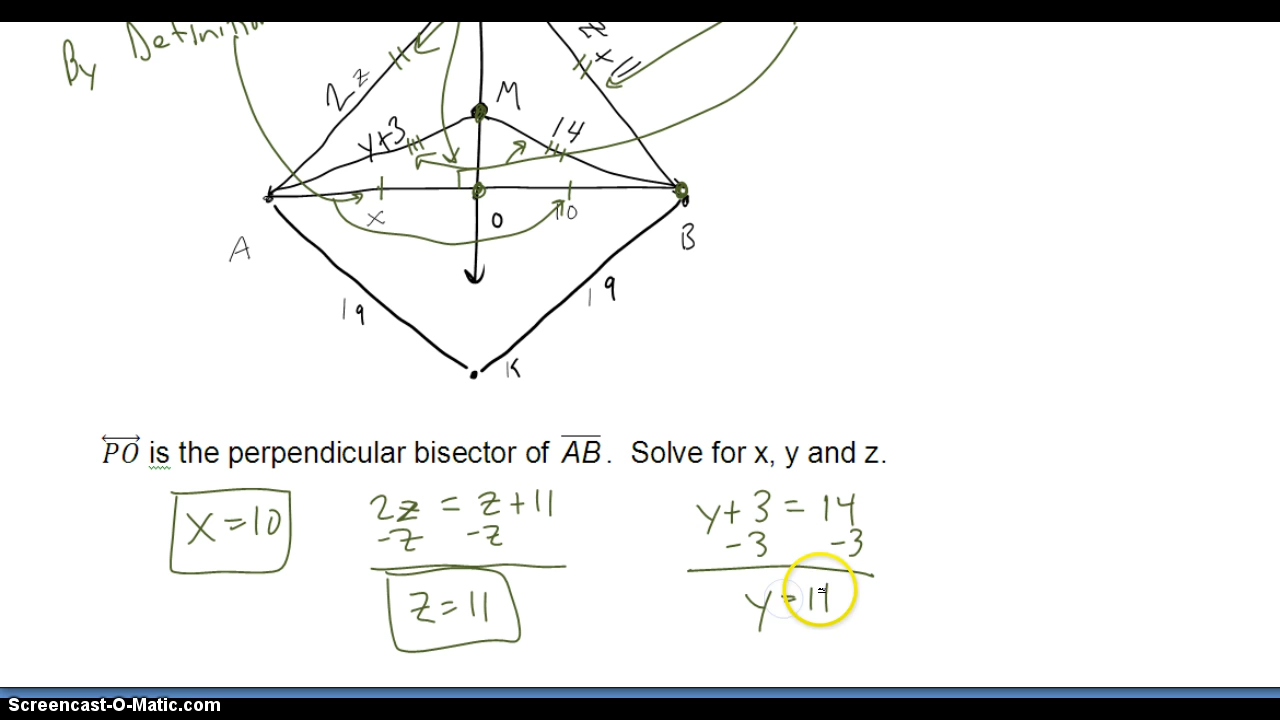 By Definition
2z
z + 11
M
y+3
14
x
10
O
A
B
19
19
K
PO is the perpendicular bisector of AB. Solve for x, y and z.
x = 10
2z = z + 11
y + 3 = 14
-z -z
-3 -3
z = 11
y = 11
Screencast-O-Matic.com